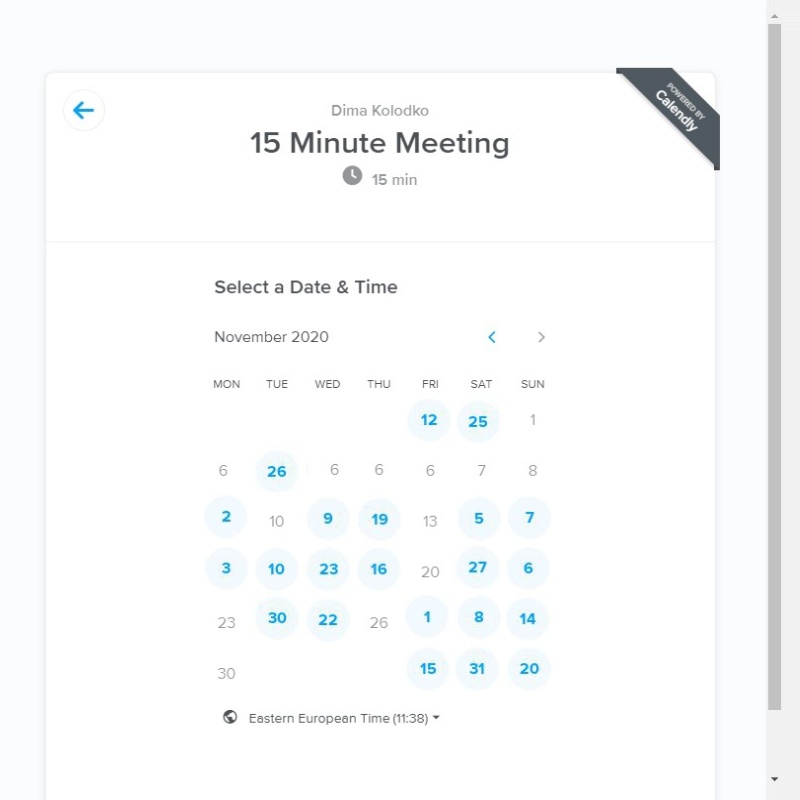 POWERED BY
Calendly
Dima Kolodko
15 Minute Meeting
15 min
Select a Date & Time
November 2020
MON TUE WED THU FRI SAT SUN
12 25 1
6 26 6 6 6 7 8
2 10 9 19 13 5 7
3 10 23 16 20 27 6
23 30 22 26 1 8 14
30 15 31 20
Eastern European Time (11:38)